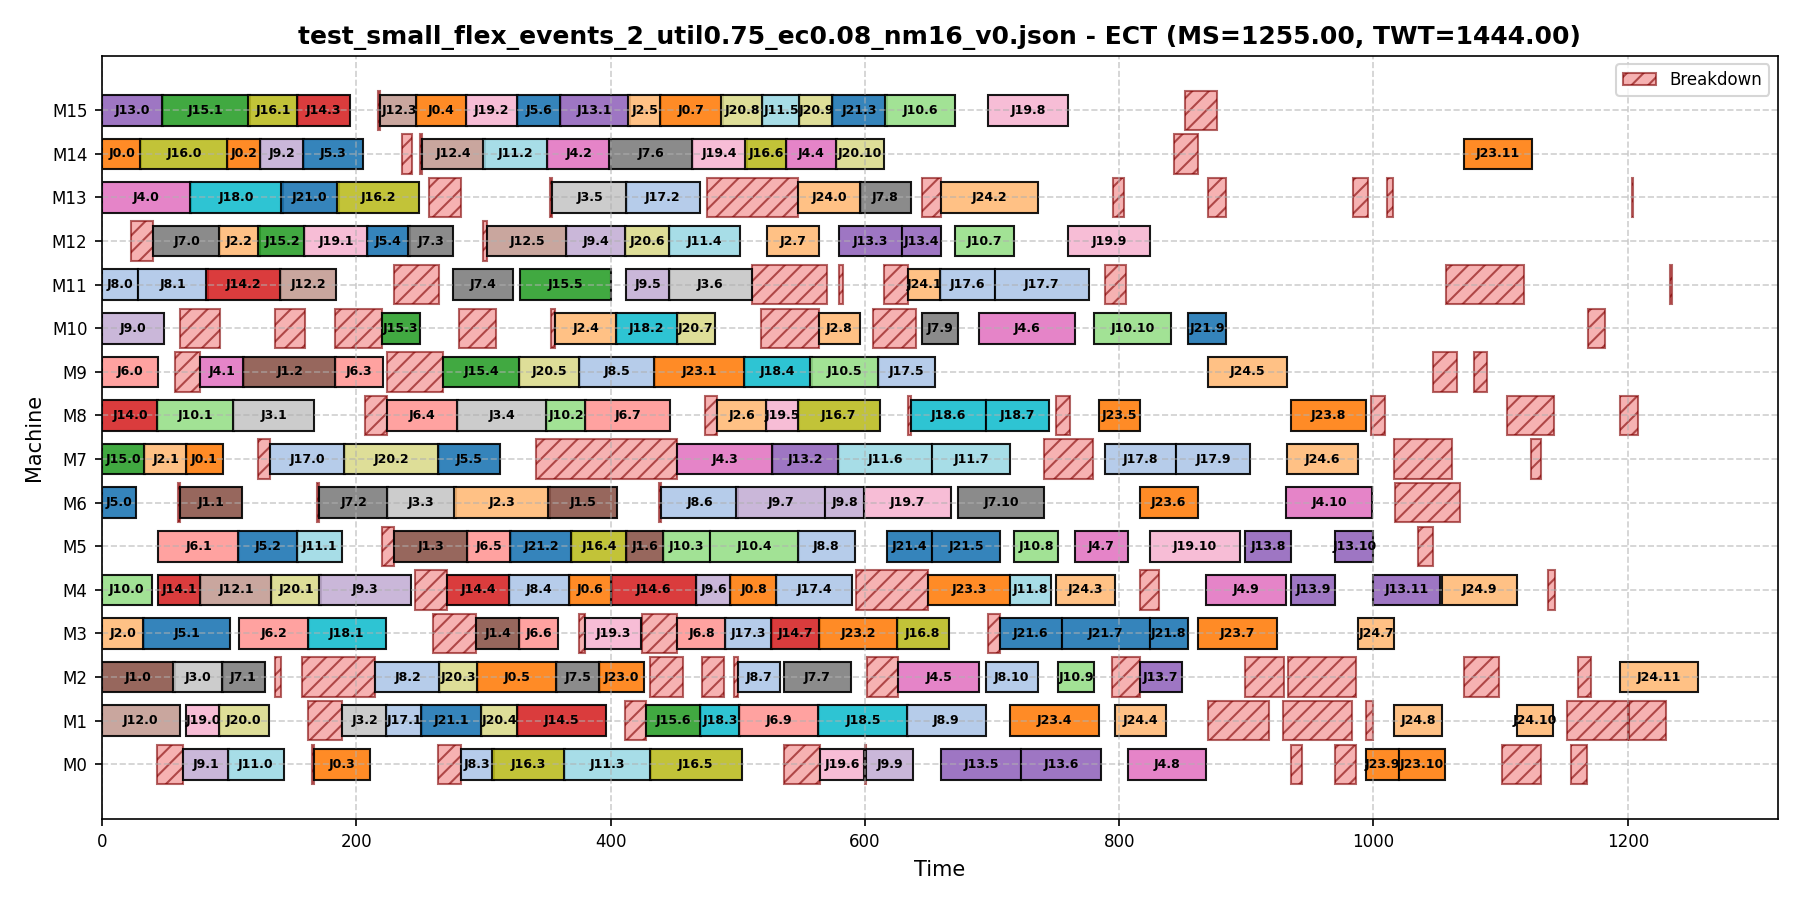 test_small_flex_events_2_util0.75_ec0.08_nm16_v0.json - ECT (MS=1255.00, TWT=1444.00)
Breakdown
M15 J13.0 J15.1 J16.1 J14.3 J12.3 J0.4 J19.2 J5.6 J13.1 J2.5 J0.7 J20.8 J11.5 J20.9 J21.3 J10.6 J19.8
M14 J0.0 J16.0 J0.2 J9.2 J5.3 J12.4 J11.2 J4.2 J7.6 J19.4 J16.6 J4.4 J20.10 J23.11
M13 J4.0 J18.0 J21.0 J16.2 J3.5 J17.2 J24.0 J7.8 J24.2
M12 J7.0 J2.2 J15.2 J19.1 J5.4 J7.3 J12.5 J9.4 J20.6 J11.4 J2.7 J13.3 J13.4 J10.7 J19.9
M11 J8.0 J8.1 J14.2 J12.2 J7.4 J15.5 J9.5 J3.6 J24.1 J17.6 J17.7
M10 J9.0 J15.3 J2.4 J18.2 J20.7 J2.8 J7.9 J4.6 J10.10 J21.9
M9 J6.0 J4.1 J1.2 J6.3 J15.4 J20.5 J8.5 J23.1 J18.4 J10.5 J17.5 J24.5
M8 J14.0 J10.1 J3.1 J6.4 J3.4 J10.2 J6.7 J2.6 J19.5 J16.7 J18.6 J18.7 J23.5 J23.8
M7 J15.0 J2.1 J0.1 J17.0 J20.2 J5.5 J4.3 J13.2 J11.6 J11.7 J17.8 J17.9 J24.6
M6 J5.0 J1.1 J7.2 J3.3 J2.3 J1.5 J8.6 J9.7 J9.8 J19.7 J7.10 J23.6 J4.10
M5 J6.1 J5.2 J11.1 J1.3 J6.5 J21.2 J16.4 J1.6 J10.3 J10.4 J8.8 J21.4 J21.5 J10.8 J4.7 J19.10 J13.8 J13.10
M4 J10.0 J14.1 J12.1 J20.1 J9.3 J14.4 J8.4 J0.6 J14.6 J9.6 J0.8 J17.4 J23.3 J11.8 J24.3 J4.9 J13.9 J13.11 J24.9
M3 J2.0 J5.1 J6.2 J18.1 J1.4 J6.6 J19.3 J6.8 J17.3 J14.7 J23.2 J16.8 J21.6 J21.7 J21.8 J23.7 J24.7
M2 J1.0 J3.0 J7.1 J8.2 J20.3 J0.5 J7.5 J23.0 J8.7 J7.7 J4.5 J8.10 J10.9 J13.7 J24.11
M1 J12.0 J19.0 J20.0 J3.2 J17.1 J21.1 J20.4 J14.5 J15.6 J18.3 J6.9 J18.5 J8.9 J23.4 J24.4 J24.8 J24.10
M0 J9.1 J11.0 J0.3 J8.3 J16.3 J11.3 J16.5 J19.6 J9.9 J13.5 J13.6 J4.8 J23.9 J23.10
Machine
0 200 400 600 800 1000 1200
Time